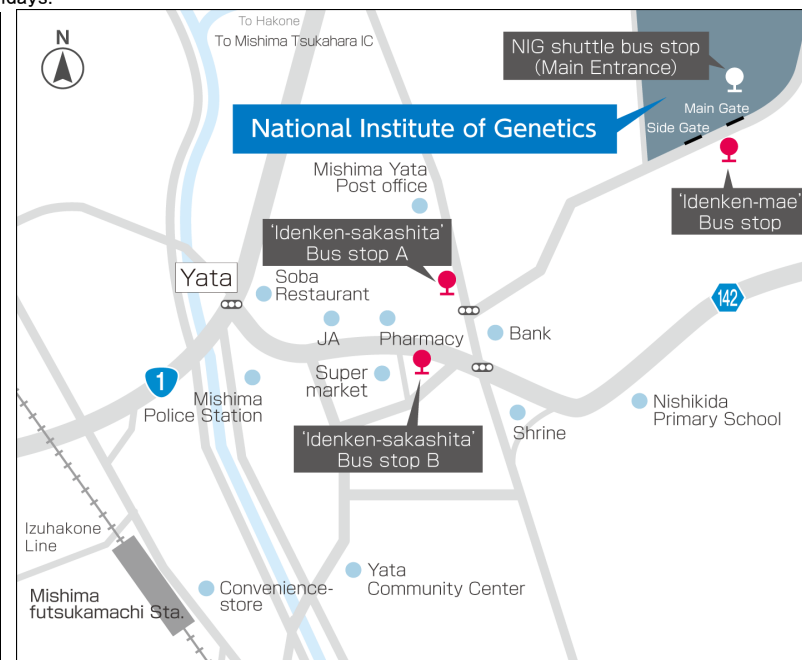 To Hakone
To Mishima Tsukahara IC
N
NIG shuttle bus stop
(Main Entrance)
Main Gate
Side Gate
National Institute of Genetics
Mishima Yata
Post office
'Idenken-mae'
Bus stop
'Idenken-sakashita'
Bus stop A
Yata
Soba
Restaurant
142
JA
Pharmacy
Bank
1
Super
market
Mishima
Police Station
Nishikida
Primary School
Shrine
'Idenken-sakashita'
Bus stop B
Izuhakone
Line
Mishima
futsukamachi Sta.
Convenience-
store
Yata
Community Center